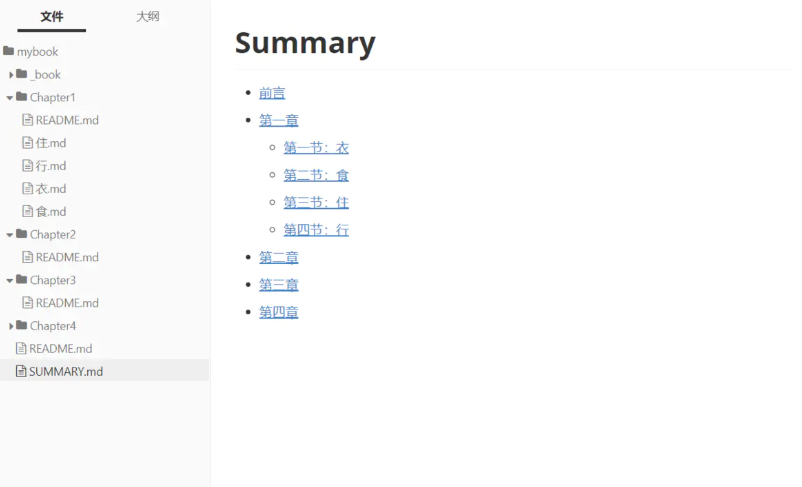 文件
大纲
mybook
_book
Chapter1
README.md
住.md
行.md
衣.md
食.md
Chapter2
README.md
Chapter3
README.md
Chapter4
README.md
SUMMARY.md
Summary
前言
第一章
第一节：衣
第二节：食
第三节：住
第四节：行
第二章
第三章
第四章